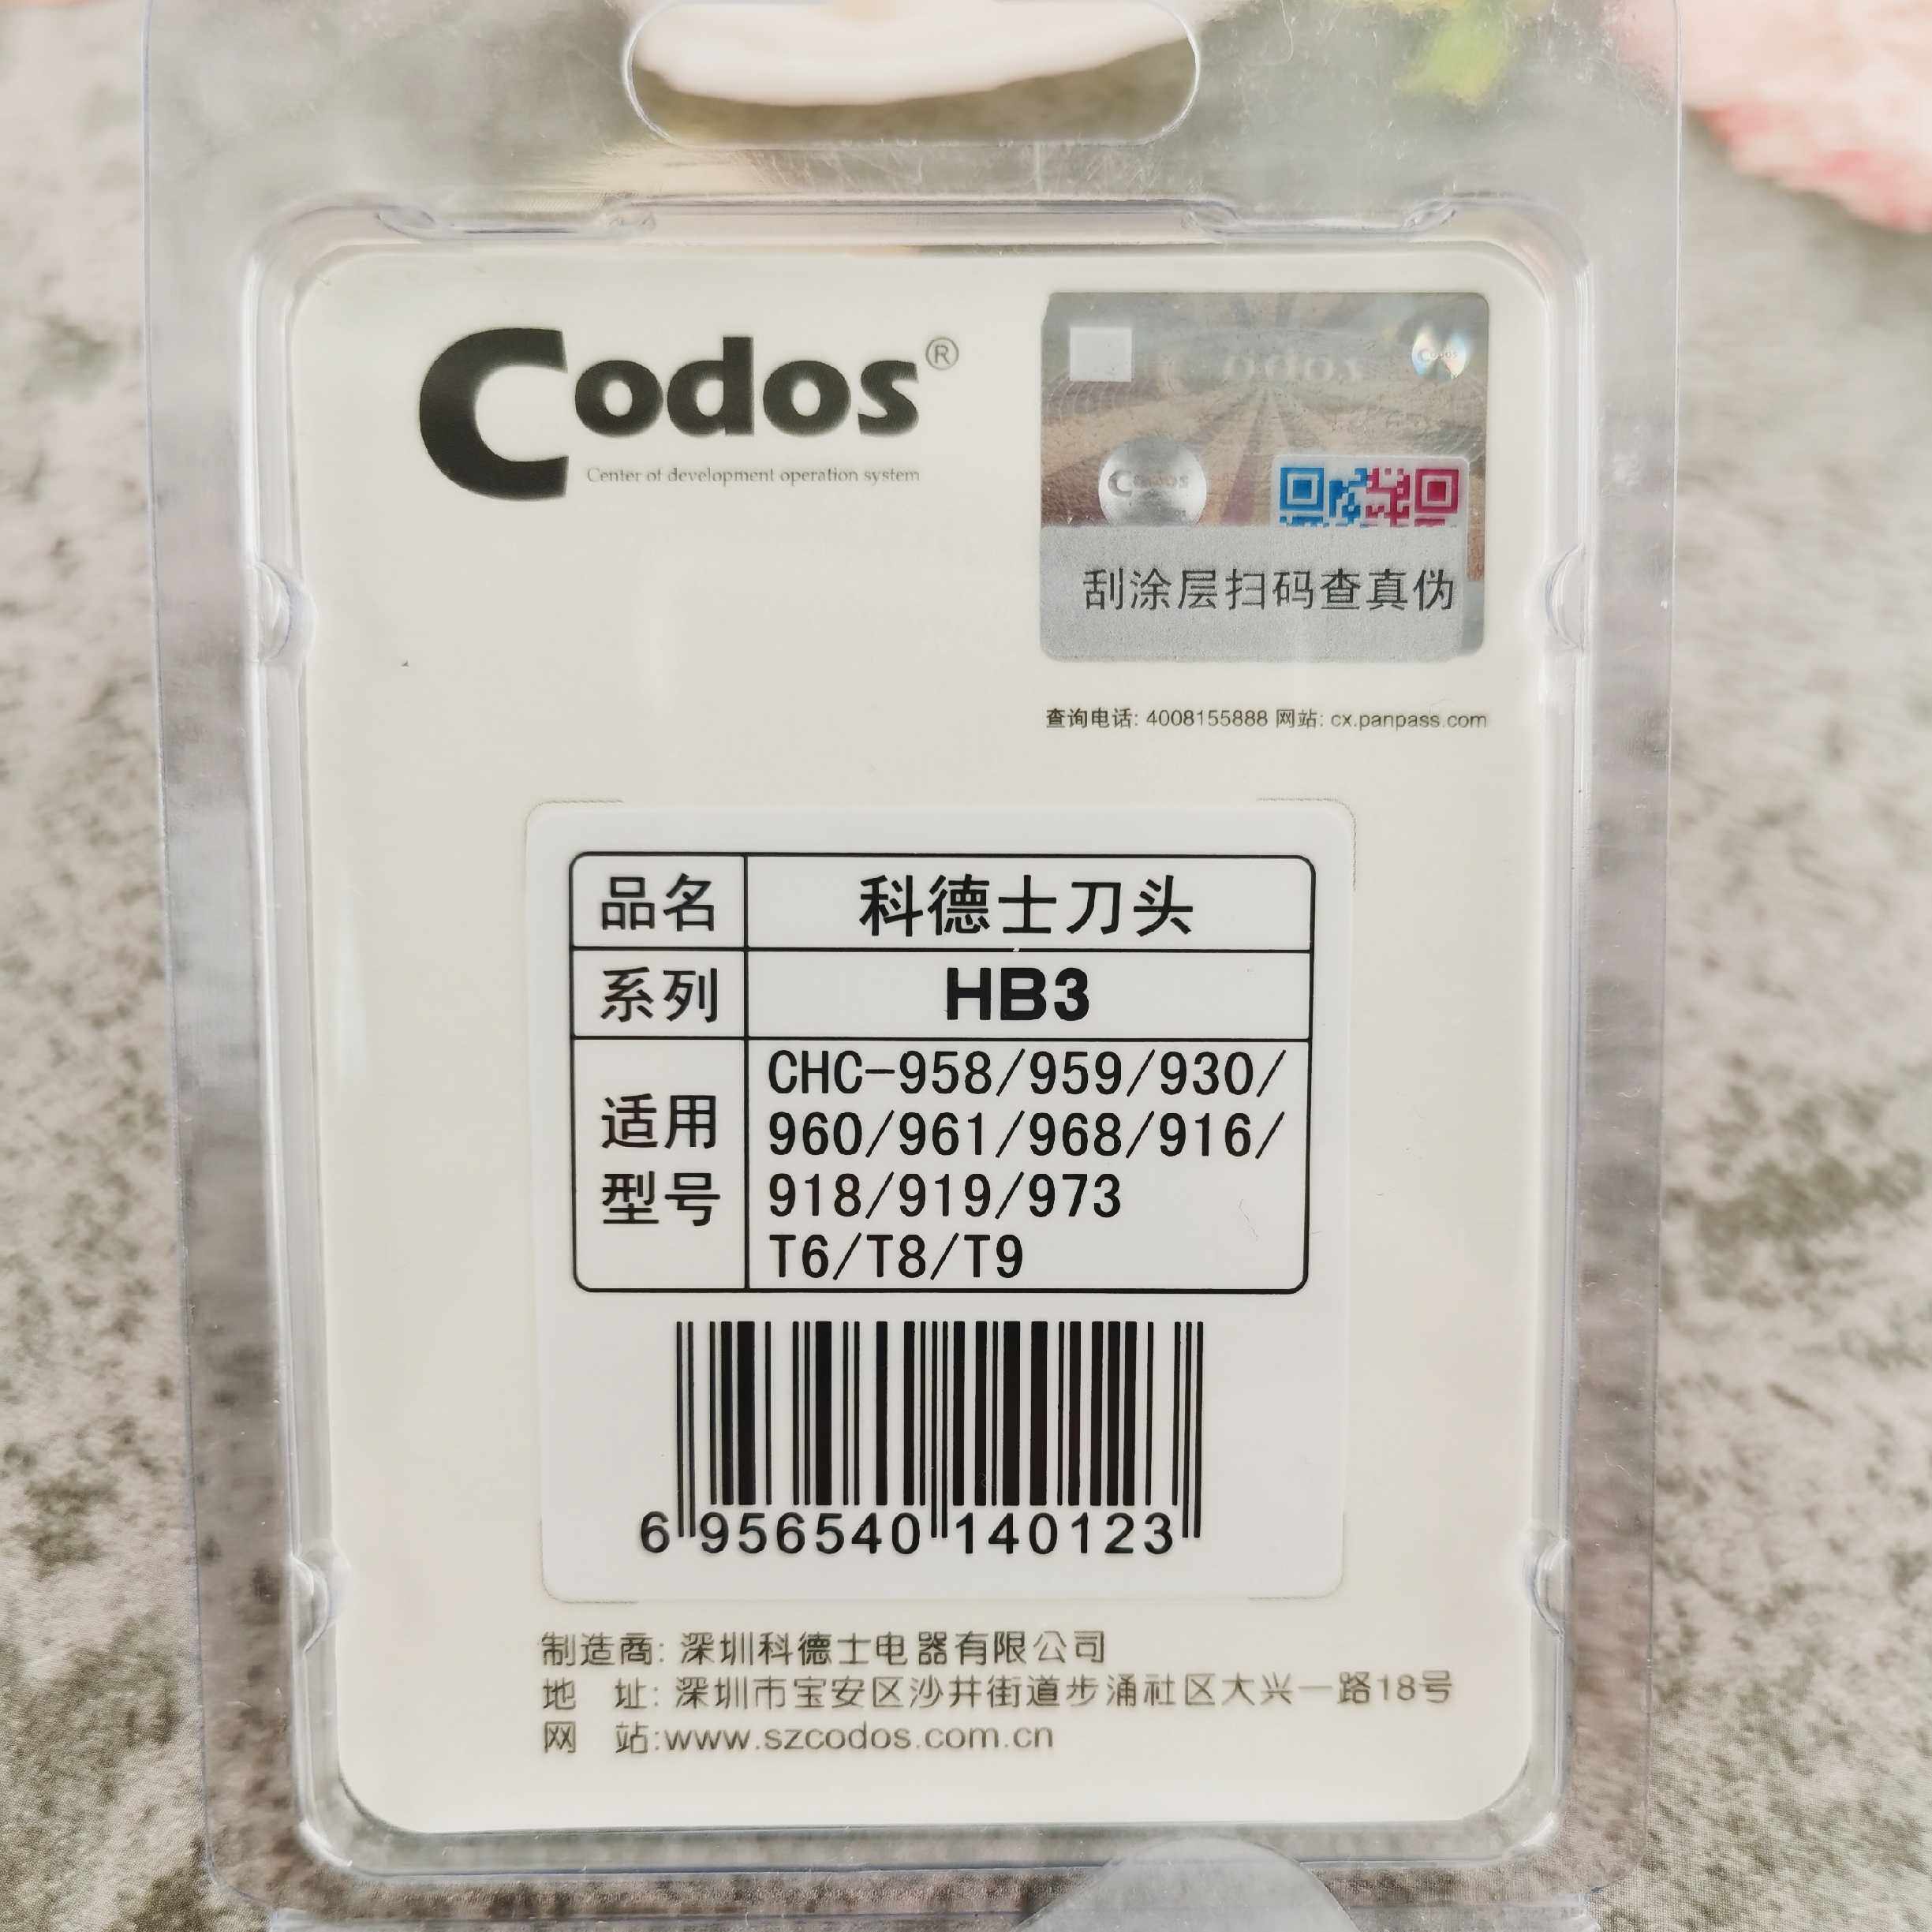 Codos®
Center of development operation system
Codos
Codos
刮涂层扫码查真伪
查询电话: 4008155888 网站: cx.panpass.com
品名 科德士刀头
系列 HB3
适用型号
CHC-958/959/930/
960/961/968/916/
918/919/973
T6/T8/T9
6 956540 140123
制造商: 深圳科德士电器有限公司
地 址: 深圳市宝安区沙井街道步涌社区大兴一路18号
网 站:www.szcodos.com.cn